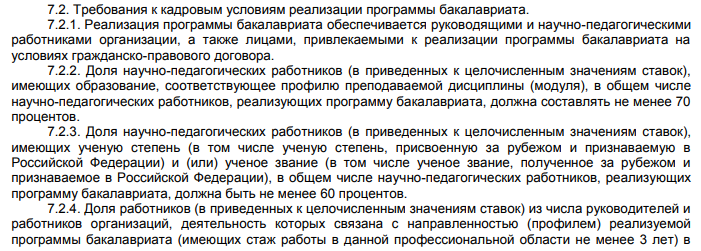 7.2. Требования к кадровым условиям реализации программы бакалавриата.
7.2.1. Реализация программы бакалавриата обеспечивается руководящими и научно-педагогическими
работниками организации, а также лицами, привлекаемыми к реализации программы бакалавриата на
условиях гражданско-правового договора.
7.2.2. Доля научно-педагогических работников (в приведенных к целочисленным значениям ставок),
имеющих образование, соответствующее профилю преподаваемой дисциплины (модуля), в общем числе
научно-педагогических работников, реализующих программу бакалавриата, должна составлять не менее 70
процентов.
7.2.3. Доля научно-педагогических работников (в приведенных к целочисленным значениям ставок),
имеющих ученую степень (в том числе ученую степень, присвоенную за рубежом и признаваемую в
Российской Федерации) и (или) ученое звание (в том числе ученое звание, полученное за рубежом и
признаваемое в Российской Федерации), в общем числе научно-педагогических работников, реализующих
программу бакалавриата, должна быть не менее 60 процентов.
7.2.4. Доля работников (в приведенных к целочисленным значениям ставок) из числа руководителей и
работников организаций, деятельность которых связана с направленностью (профилем) реализуемой
программы бакалавриата (имеющих стаж работы в данной профессиональной области не менее 3 лет) в